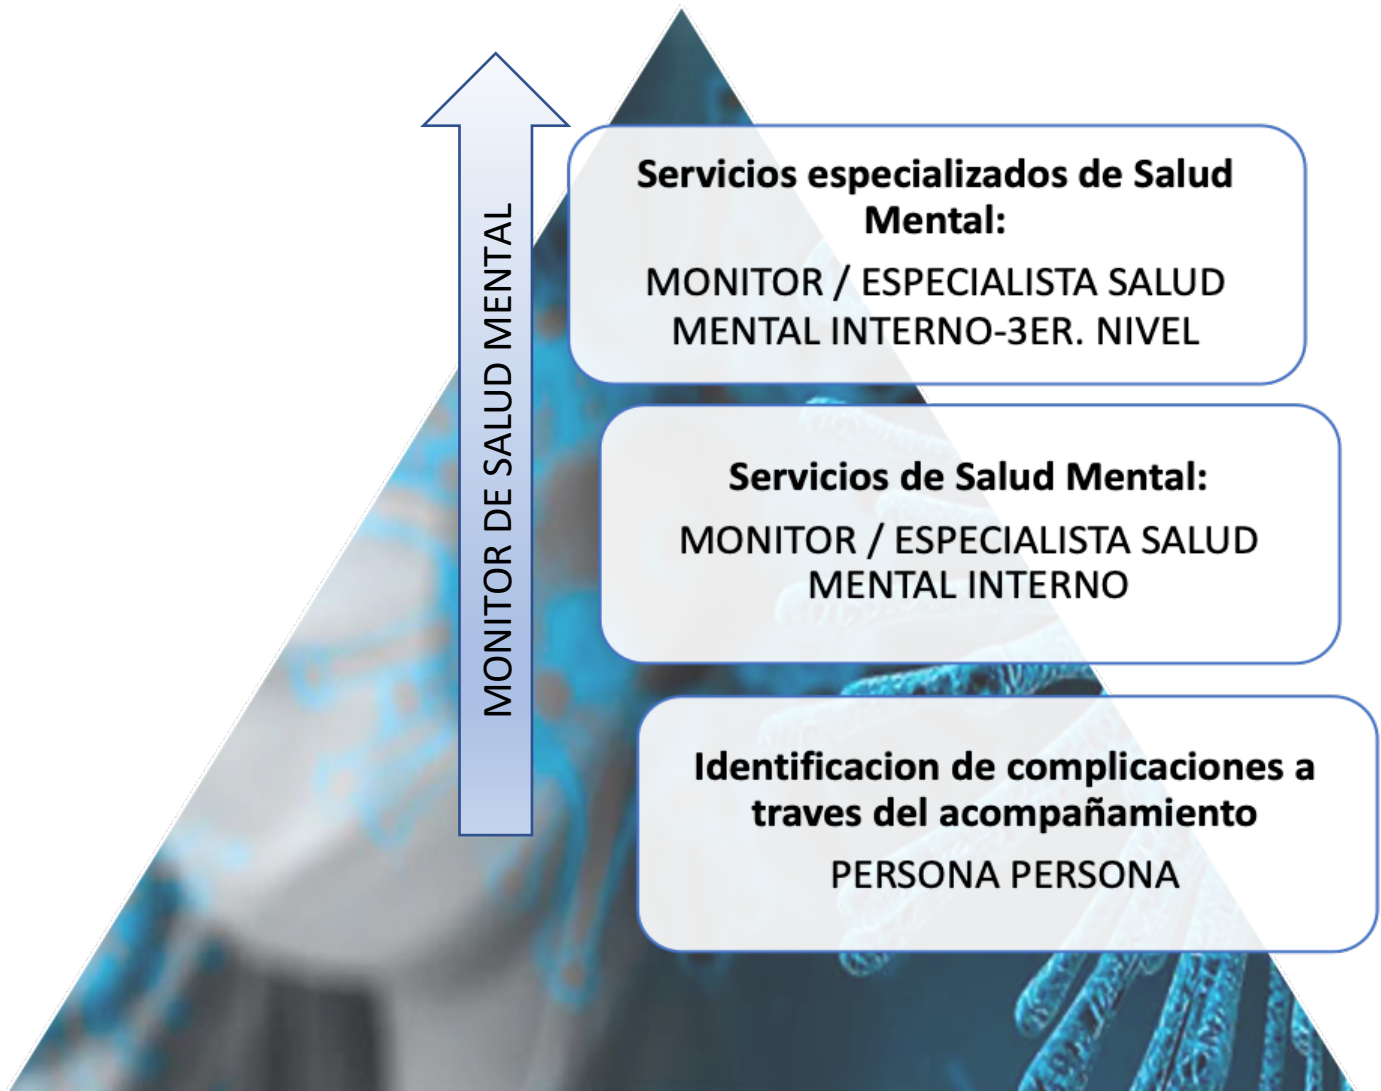 MONITOR DE SALUD MENTAL
Servicios especializados de Salud
Mental:
MONITOR / ESPECIALISTA SALUD
MENTAL INTERNO-3ER. NIVEL
Servicios de Salud Mental:
MONITOR / ESPECIALISTA SALUD
MENTAL INTERNO
Identificacion de complicaciones a
traves del acompañamiento
PERSONA PERSONA